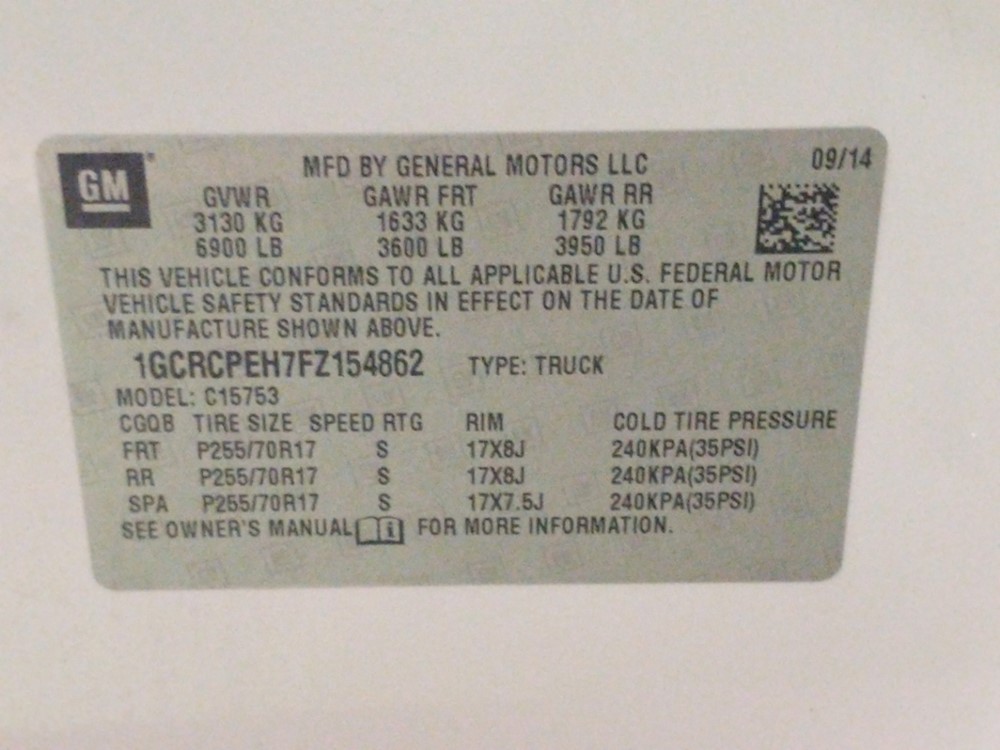 GM
MFD BY GENERAL MOTORS LLC 09/14
GVWR GAWR FRT GAWR RR
3130 KG 1633 KG 1792 KG
6900 LB 3600 LB 3950 LB
THIS VEHICLE CONFORMS TO ALL APPLICABLE U.S. FEDERAL MOTOR
VEHICLE SAFETY STANDARDS IN EFFECT ON THE DATE OF
MANUFACTURE SHOWN ABOVE.
1GCRCPEH7FZ154862 TYPE: TRUCK
MODEL: C15753
CGQB TIRE SIZE SPEED RTG RIM COLD TIRE PRESSURE
FRT P255/70R17 S 17X8J 240KPA(35PSI)
RR P255/70R17 S 17X8J 240KPA(35PSI)
SPA P255/70R17 S 17X7.5J 240KPA(35PSI)
SEE OWNER'S MANUAL FOR MORE INFORMATION.